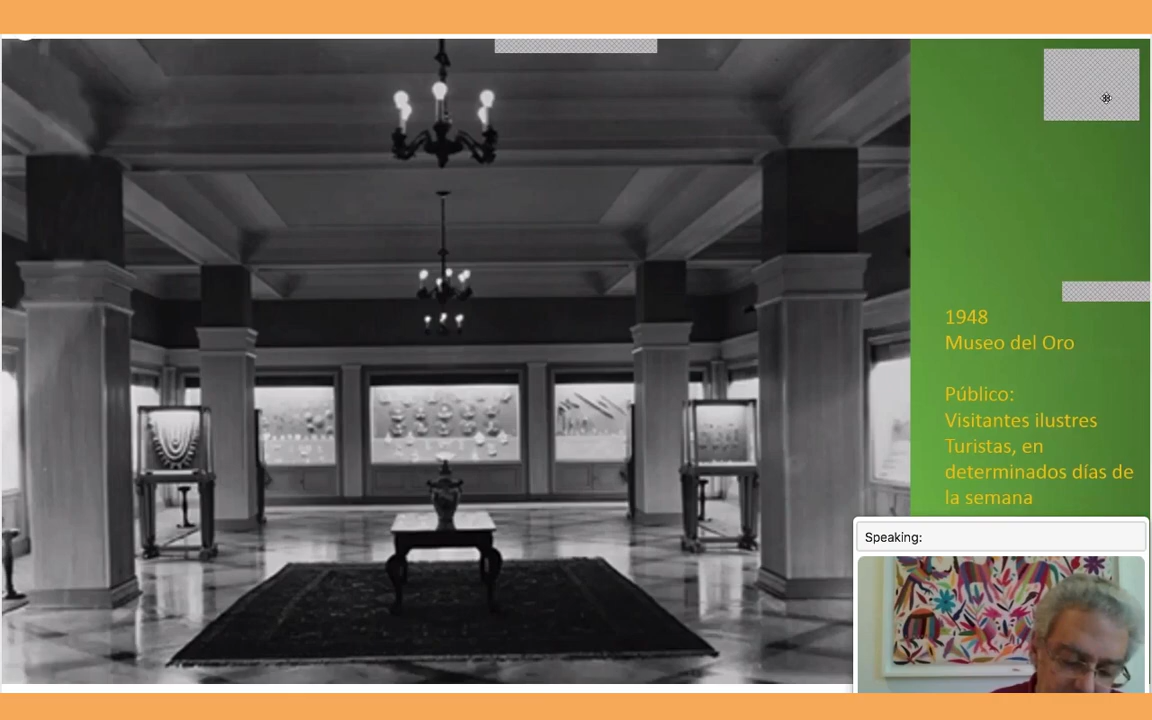 1948
Museo del Oro
Público:
Visitantes ilustres
Turistas, en
determinados días de
la semana
Speaking: